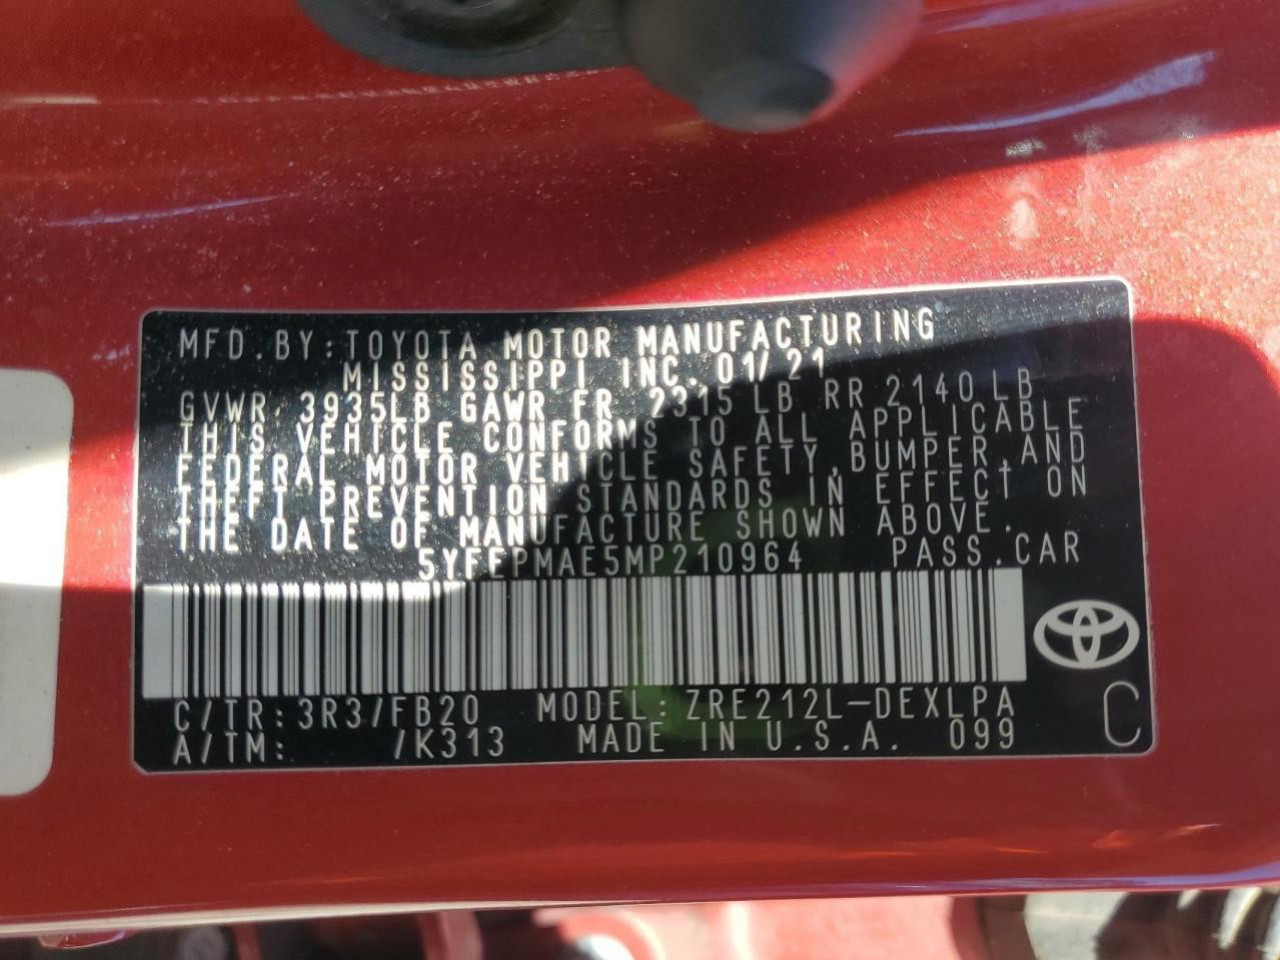 MFD.BY:TOYOTA MOTOR MANUFACTURING
MISSISSIPPI INC. 01/21
GVWR 3935LB GAWR FR 2315 LB RR 2140 LB
THIS VEHICLE CONFORMS TO ALL APPLICABLE
FEDERAL MOTOR VEHICLE SAFETY,BUMPER,AND
THEFT PREVENTION STANDARDS IN EFFECT ON
THE DATE OF MANUFACTURE SHOWN ABOVE.
5YFEPMAE5MP210964 PASS.CAR
C/TR:3R3/FB20 MODEL:ZRE212L-DEXLPA
A/TM: /K313 MADE IN U.S.A. 099
C